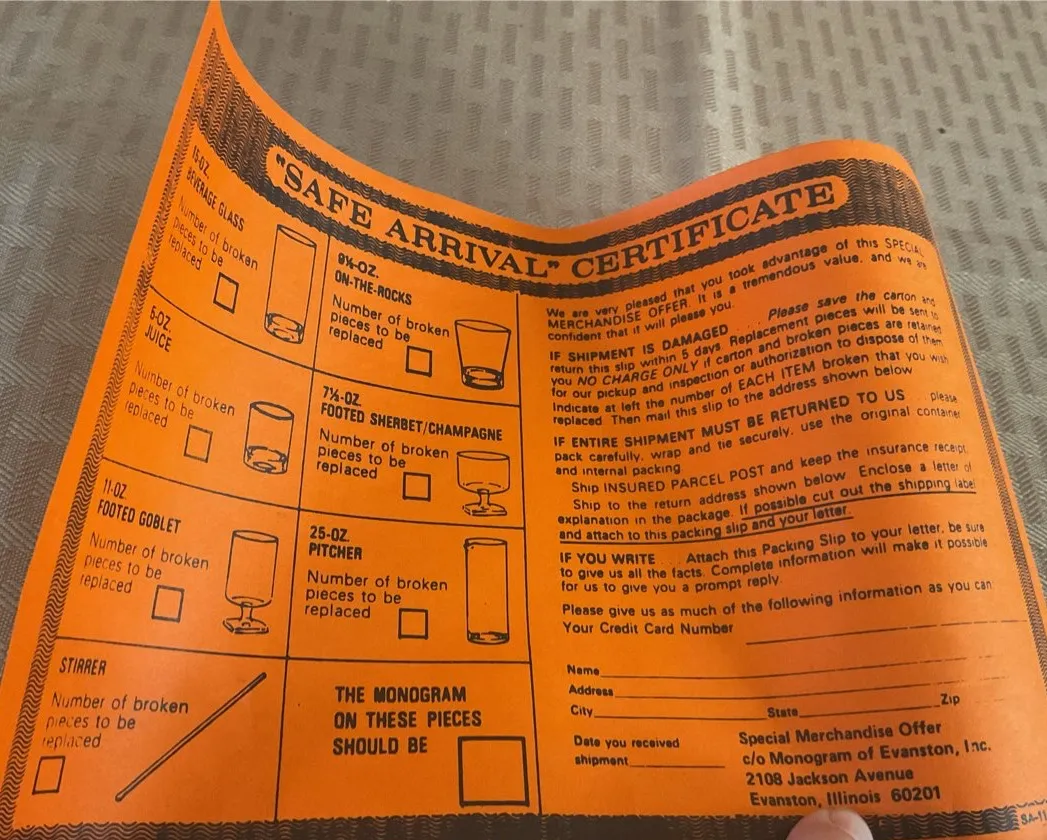 "SAFE ARRIVAL" CERTIFICATE
15-OZ.
BEVERAGE GLASS
Number of broken
pieces to be
replaced
9½-OZ.
ON-THE-ROCKS
Number of broken
pieces to be
replaced
6-OZ.
JUICE
Number of broken
pieces to be
replaced
7½-OZ.
FOOTED SHERBET/CHAMPAGNE
Number of broken
pieces to be
replaced
11-OZ.
FOOTED GOBLET
Number of broken
pieces to be
replaced
25-OZ.
PITCHER
Number of broken
pieces to be
replaced
STIRRER
Number of broken
pieces to be
replaced
THE MONOGRAM
ON THESE PIECES
SHOULD BE
We are very pleased that you took advantage of this SPECIAL
MERCHANDISE OFFER. It is a tremendous value, and we are
confident that it will please you.
IF SHIPMENT IS DAMAGED . . . Please save the carton and
return this slip within 5 days. Replacement pieces will be sent to
you NO CHARGE ONLY if carton and broken pieces are retained
for our pickup and inspection or authorization to dispose of them
Indicate at left the number of EACH ITEM broken that you wish
replaced Then mail this slip to the address shown below
IF ENTIRE SHIPMENT MUST BE RETURNED TO US . . . please
pack carefully, wrap and tie securely, use the original container
and internal packing
Ship INSURED PARCEL POST and keep the insurance receipt.
Ship to the return address shown below Enclose a letter of
explanation in the package. If possible cut out the shipping label
and attach to this packing slip and your letter.
IF YOU WRITE . . . Attach this Packing Slip to your letter, be sure
to give us all the facts. Complete information will make it possible
for us to give you a prompt reply.
Please give us as much of the following information as you can
Your Credit Card Number
Name
Address
City State Zip
Date you received
shipment
Special Merchandise Offer
c/o Monogram of Evanston, Inc.
2108 Jackson Avenue
Evanston, Illinois 60201
SA-11